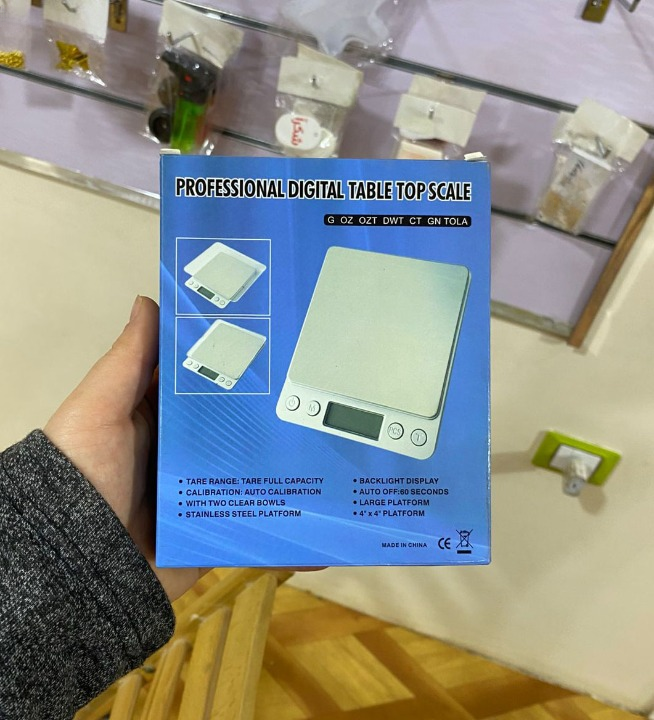 شكراً
PROFESSIONAL DIGITAL TABLE TOP SCALE
G OZ OZT DWT CT GN TOLA
PCS
T
M
• TARE RANGE: TARE FULL CAPACITY
• CALIBRATION: AUTO CALIBRATION
• WITH TWO CLEAR BOWLS
• STAINLESS STEEL PLATFORM
• BACKLIGHT DISPLAY
• AUTO OFF:60 SECONDS
• LARGE PLATFORM
• 4" x 4" PLATFORM
MADE IN CHINA CE